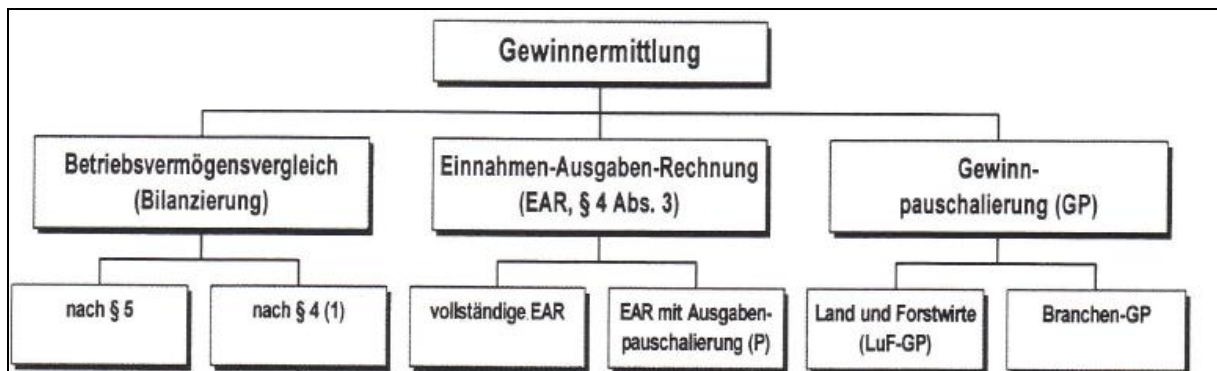 Gewinnermittlung
Betriebsvermögensvergleich
(Bilanzierung)
Einnahmen-Ausgaben-Rechnung
(EAR, § 4 Abs. 3)
Gewinn-
pauschalierung (GP)
nach § 5
nach § 4 (1)
vollständige EAR
EAR mit Ausgaben-
pauschalierung (P)
Land und Forstwirte
(LuF-GP)
Branchen-GP